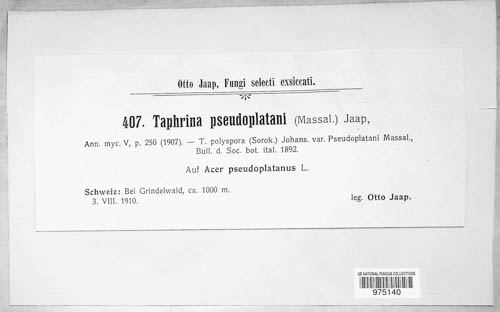 Otto Jaap, Fungi selecti exsiccati.
407. Taphrina pseudoplatani (Massal.) Jaap,
Ann. myc. V, p. 250 (1907). — T. polyspora (Sorok.) Johans. var. Pseudoplatani Massal.,
Bull. d. Soc. bot. ital. 1892.
Auf Acer pseudoplatanus L.
Schweiz: Bei Grindelwald, ca. 1000 m.
3. VIII. 1910.
leg. Otto Jaap.
US NATIONAL FUNGUS COLLECTIONS
975140